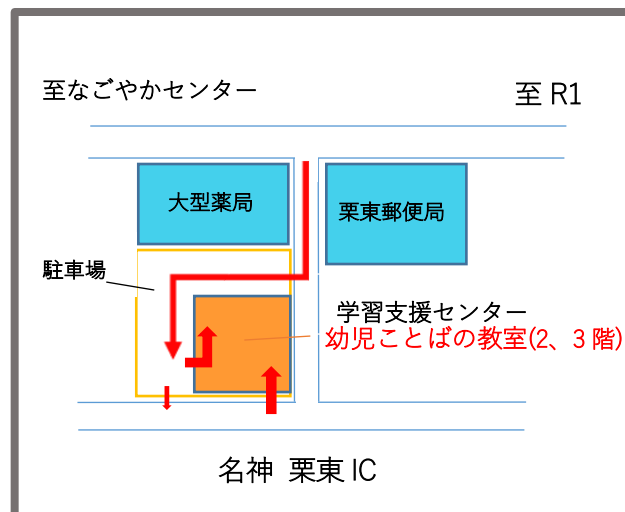 至なごやかセンター
至 R1
大型薬局
栗東郵便局
駐車場
学習支援センター
幼児ことばの教室(2、3 階)
名神 栗東 IC